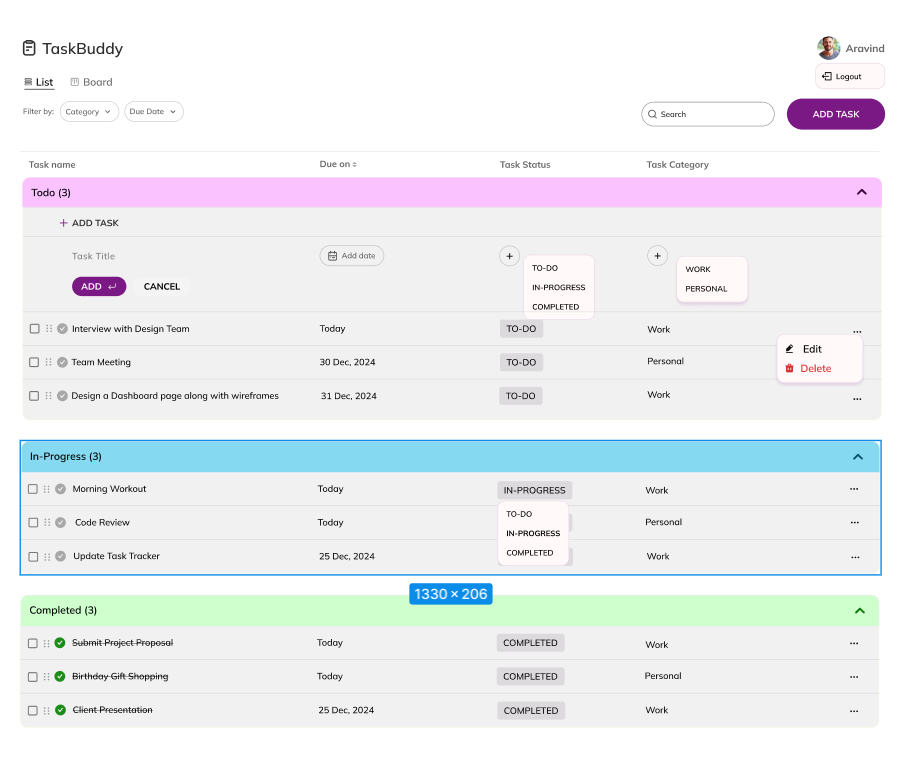 TaskBuddy
Aravind
List Board
Logout
Filter by: Category Due Date
Search
ADD TASK
Task name Due on Task Status Task Category
Todo (3)
+ ADD TASK
Task Title Add date + +
TO-DO
IN-PROGRESS
COMPLETED
WORK
PERSONAL
ADD CANCEL
Interview with Design Team Today TO-DO Work ...
Edit
Delete
Team Meeting 30 Dec, 2024 TO-DO Personal
Design a Dashboard page along with wireframes 31 Dec, 2024 TO-DO Work ...
In-Progress (3)
Morning Workout Today IN-PROGRESS Work ...
TO-DO
IN-PROGRESS
COMPLETED
Code Review Today Personal ...
Update Task Tracker 25 Dec, 2024 Work ...
1330 × 206
Completed (3)
Submit Project Proposal Today COMPLETED Work ...
Birthday Gift Shopping Today COMPLETED Personal ...
Client Presentation 25 Dec, 2024 COMPLETED Work ...